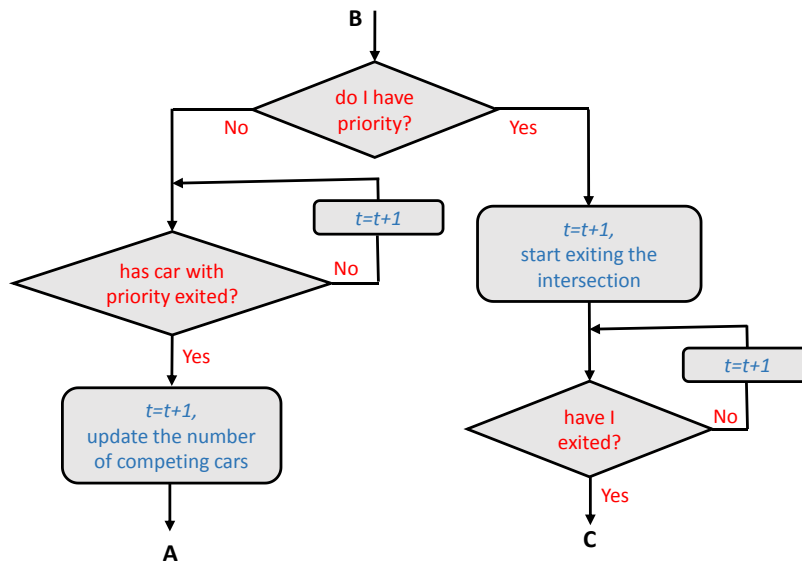 B
do I have
priority?
No
Yes
t=t+1
t=t+1,
start exiting the
intersection
has car with
priority exited?
No
Yes
t=t+1
t=t+1,
update the number
of competing cars
have I
exited?
No
Yes
A
C